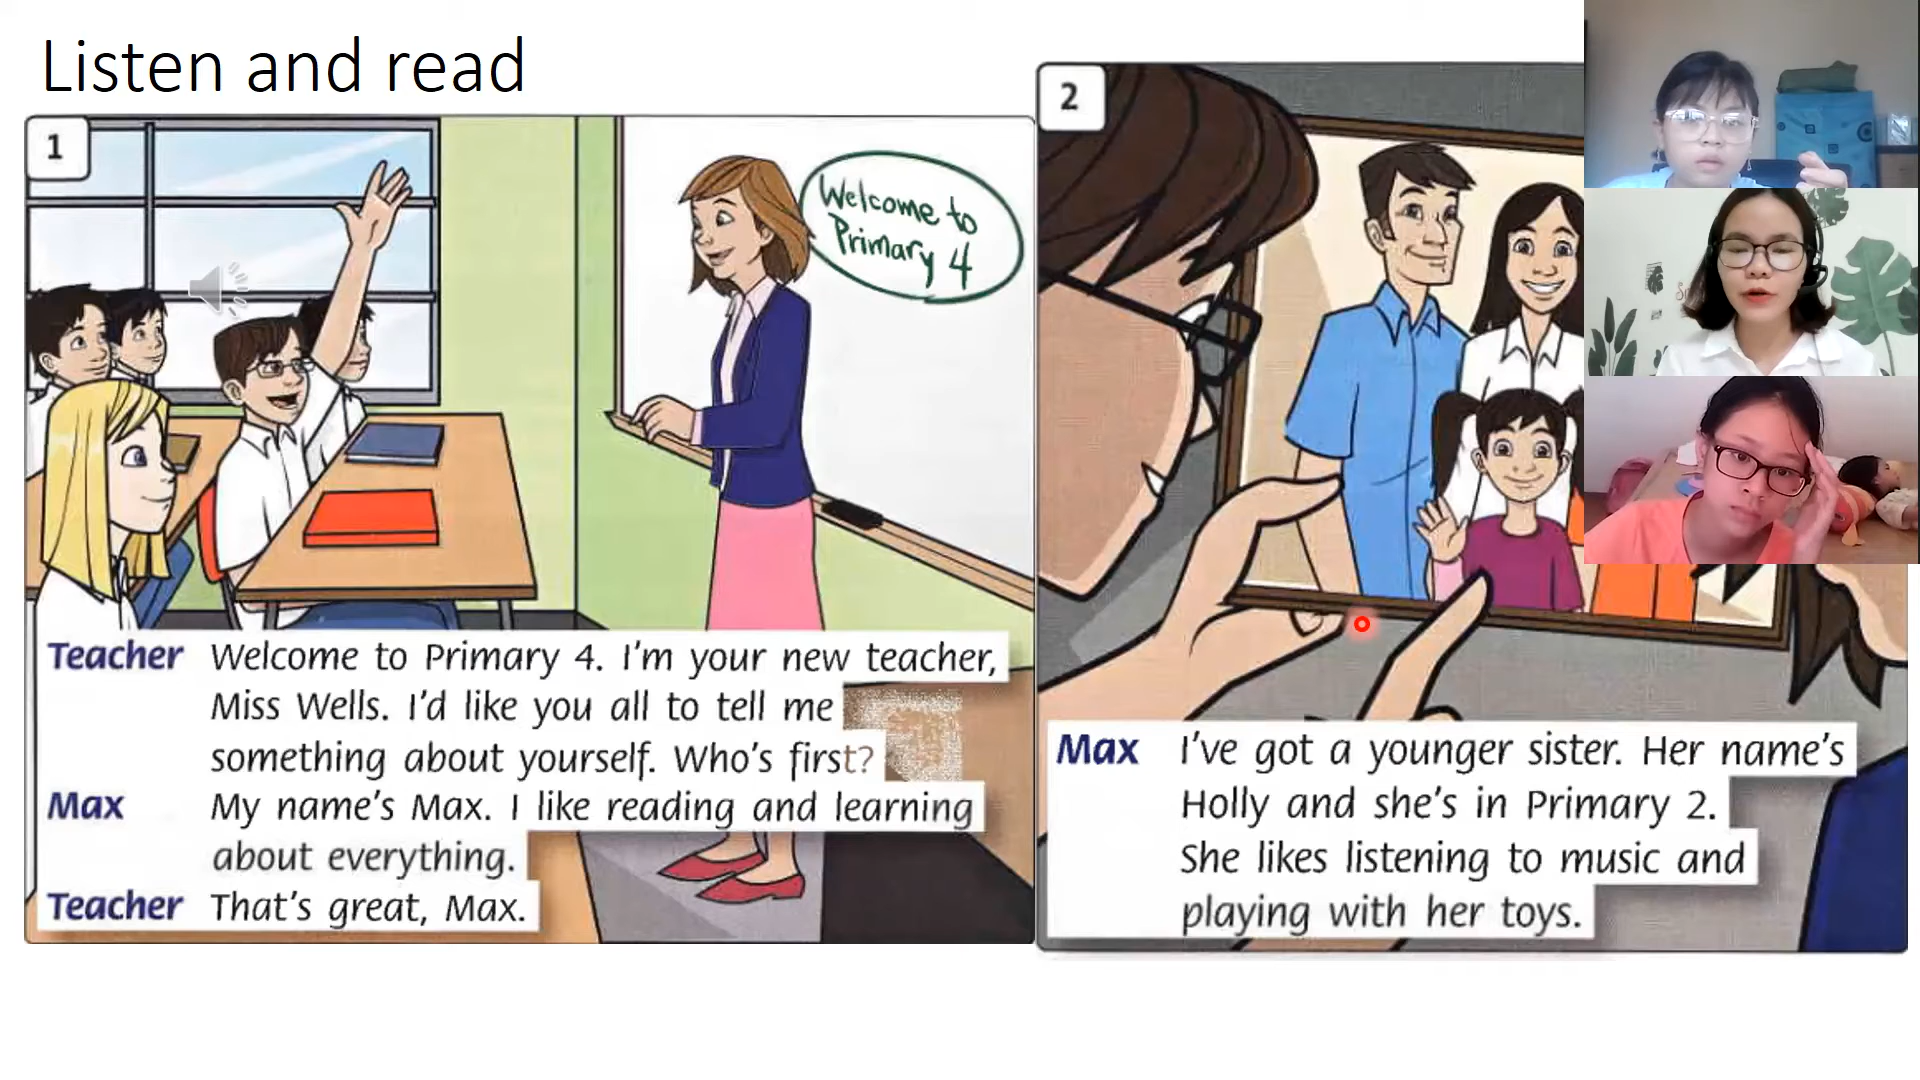 Listen and read
1
Welcome to
Primary 4
Teacher Welcome to Primary 4. I'm your new teacher,
Miss Wells. I'd like you all to tell me
something about yourself. Who's first?
Max My name's Max. I like reading and learning
about everything.
Teacher That's great, Max.
2
Max I've got a younger sister. Her name's
Holly and she's in Primary 2.
She likes listening to music and
playing with her toys.